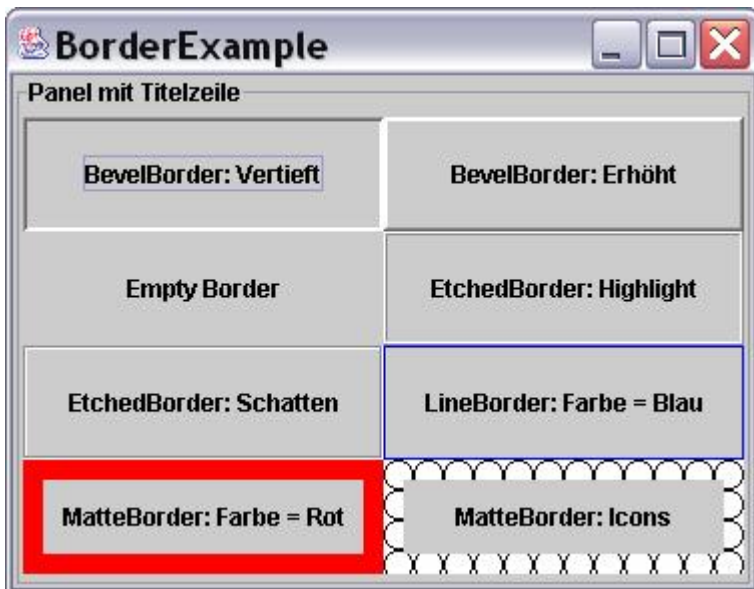 BorderExample
Panel mit Titelzeile
BevelBorder: Vertieft
BevelBorder: Erhöht
Empty Border
EtchedBorder: Highlight
EtchedBorder: Schatten
LineBorder: Farbe = Blau
MatteBorder: Farbe = Rot
MatteBorder: Icons